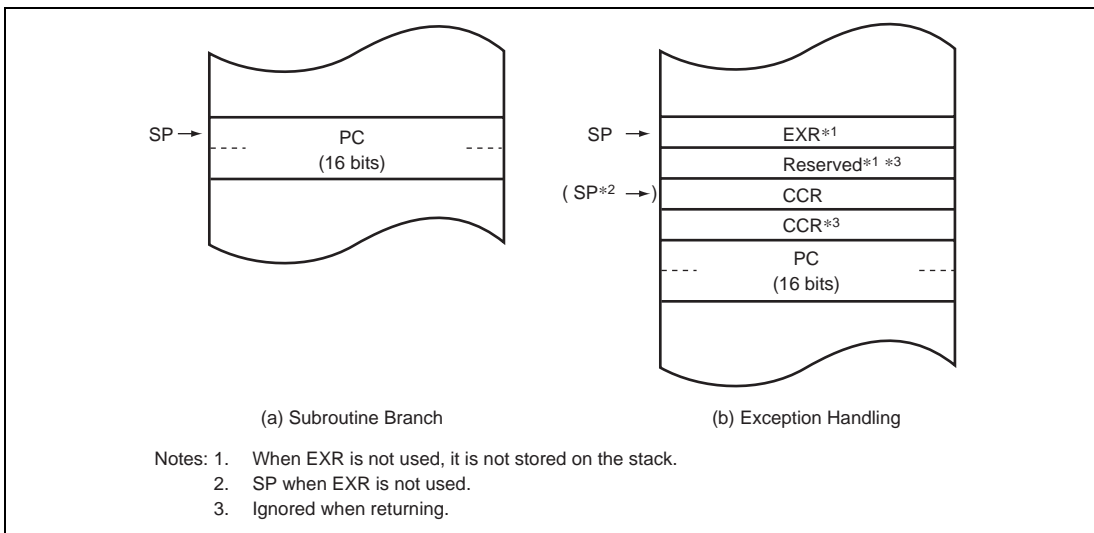 SP
PC
(16 bits)
(a) Subroutine Branch
SP
EXR*1
Reserved*1 *3
( SP*2 )
CCR
CCR*3
PC
(16 bits)
(b) Exception Handling
Notes: 1. When EXR is not used, it is not stored on the stack.
2. SP when EXR is not used.
3. Ignored when returning.